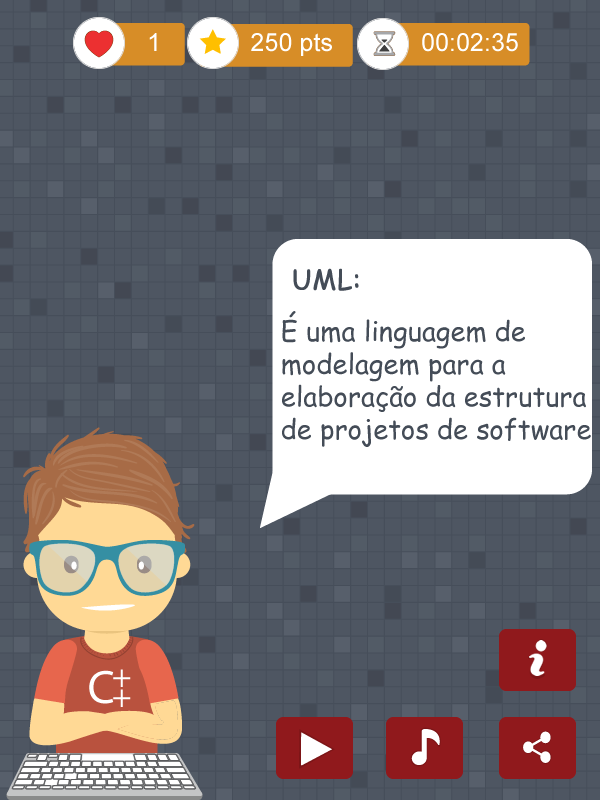 1 250 pts 00:02:35
UML:
É uma linguagem de
modelagem para a
elaboração da estrutura
de projetos de software
C++